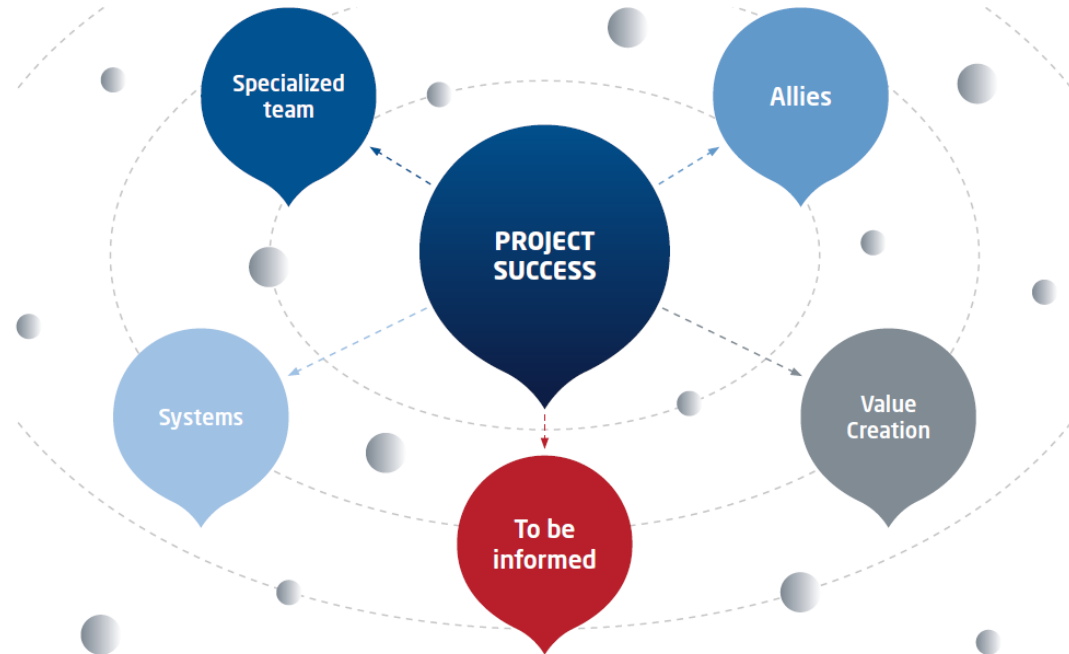 Specialized
team
Allies
PROJECT
SUCCESS
Systems
Value
Creation
To be
informed